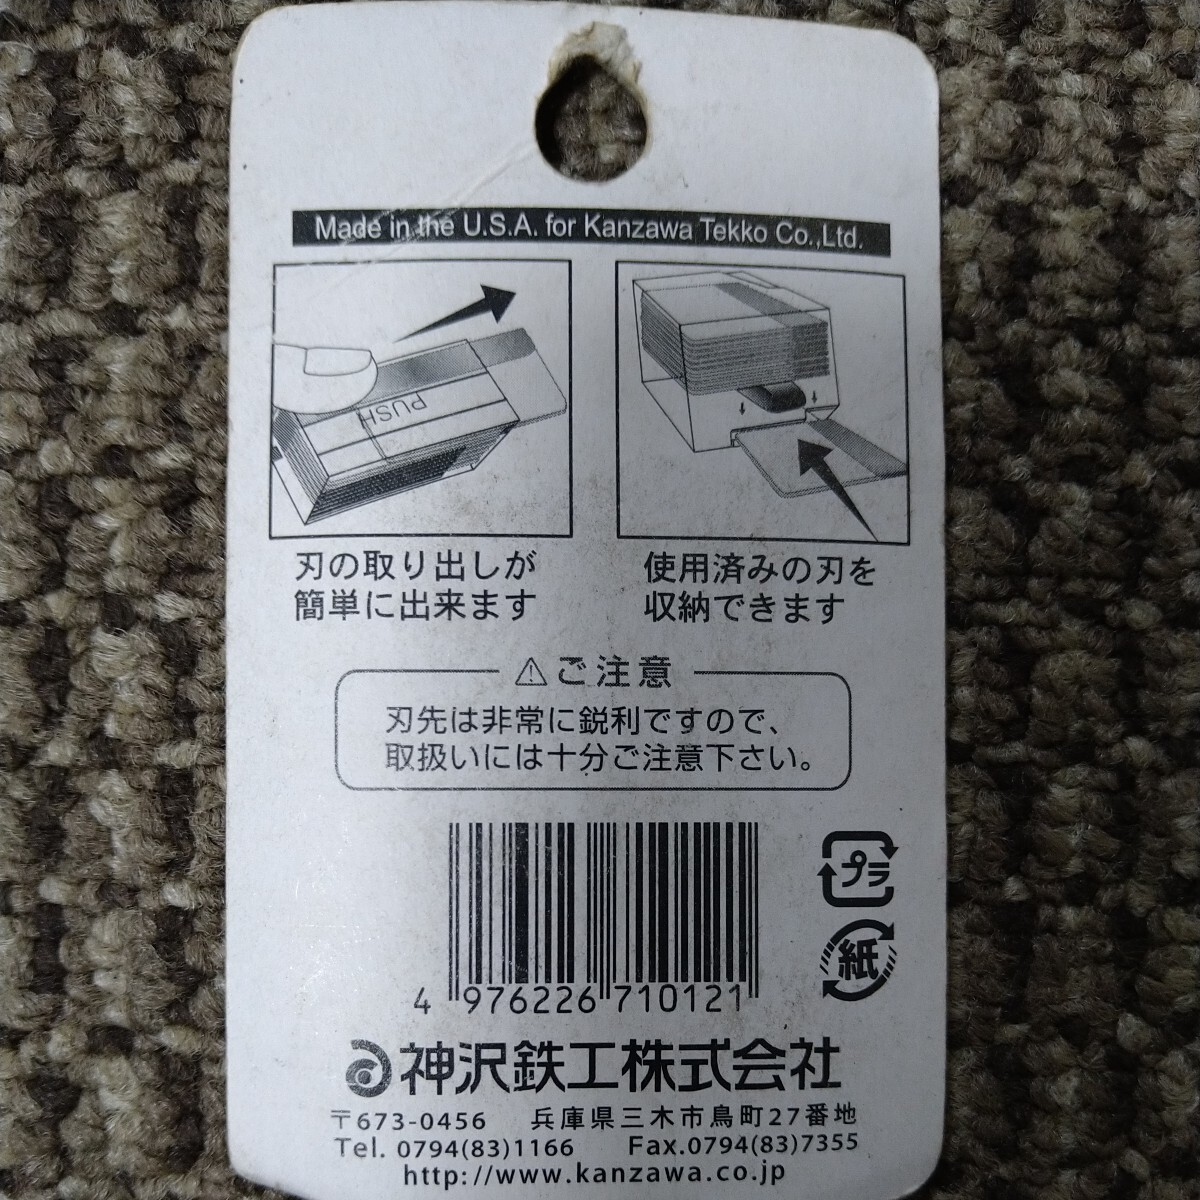 Made in the U.S.A. for Kanzawa Tekko Co.,Ltd.
PUSH
刃の取り出しが
簡単に出来ます
使用済みの刃を
収納できます
⚠ご注意
刃先は非常に鋭利ですので、
取扱いには十分ご注意下さい。
プラ
紙
4 976226 710121
神沢鉄工株式会社
〒673-0456 兵庫県三木市鳥町27番地
Tel. 0794(83)1166 Fax.0794(83)7355
http://www.kanzawa.co.jp